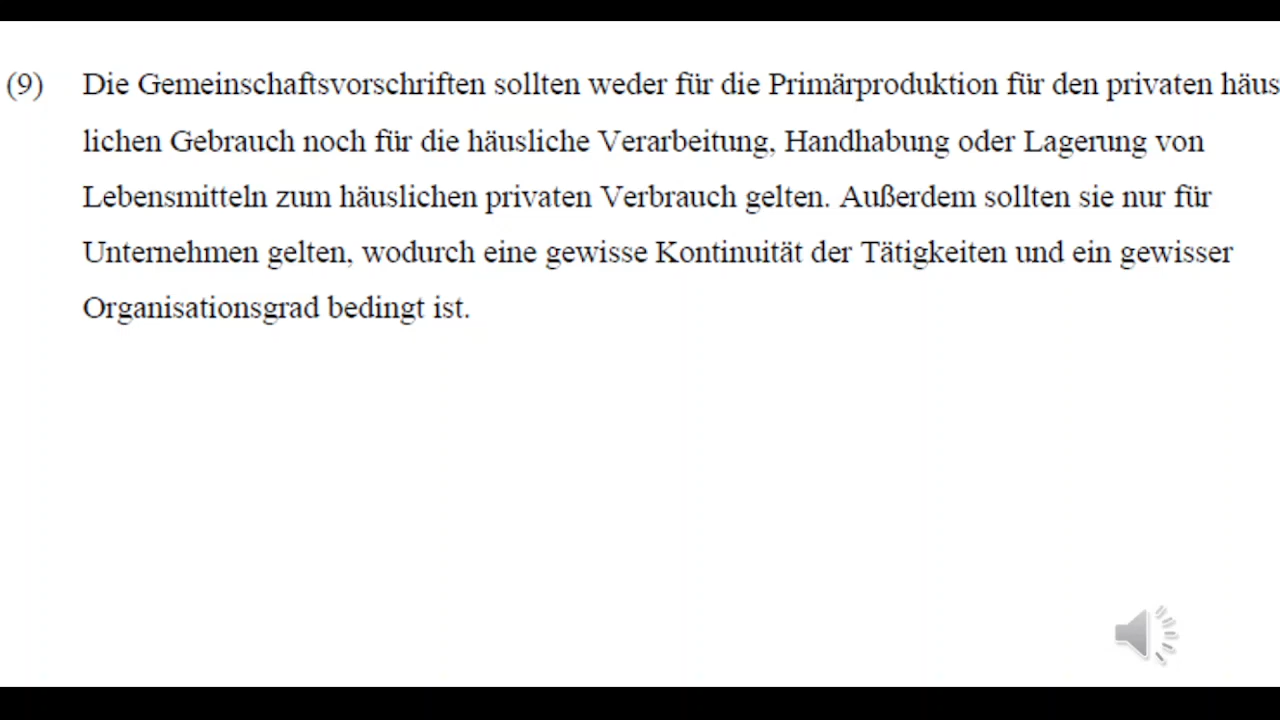 (9) Die Gemeinschaftsvorschriften sollten weder für die Primärproduktion für den privaten häus
lichen Gebrauch noch für die häusliche Verarbeitung, Handhabung oder Lagerung von
Lebensmitteln zum häuslichen privaten Verbrauch gelten. Außerdem sollten sie nur für
Unternehmen gelten, wodurch eine gewisse Kontinuität der Tätigkeiten und ein gewisser
Organisationsgrad bedingt ist.